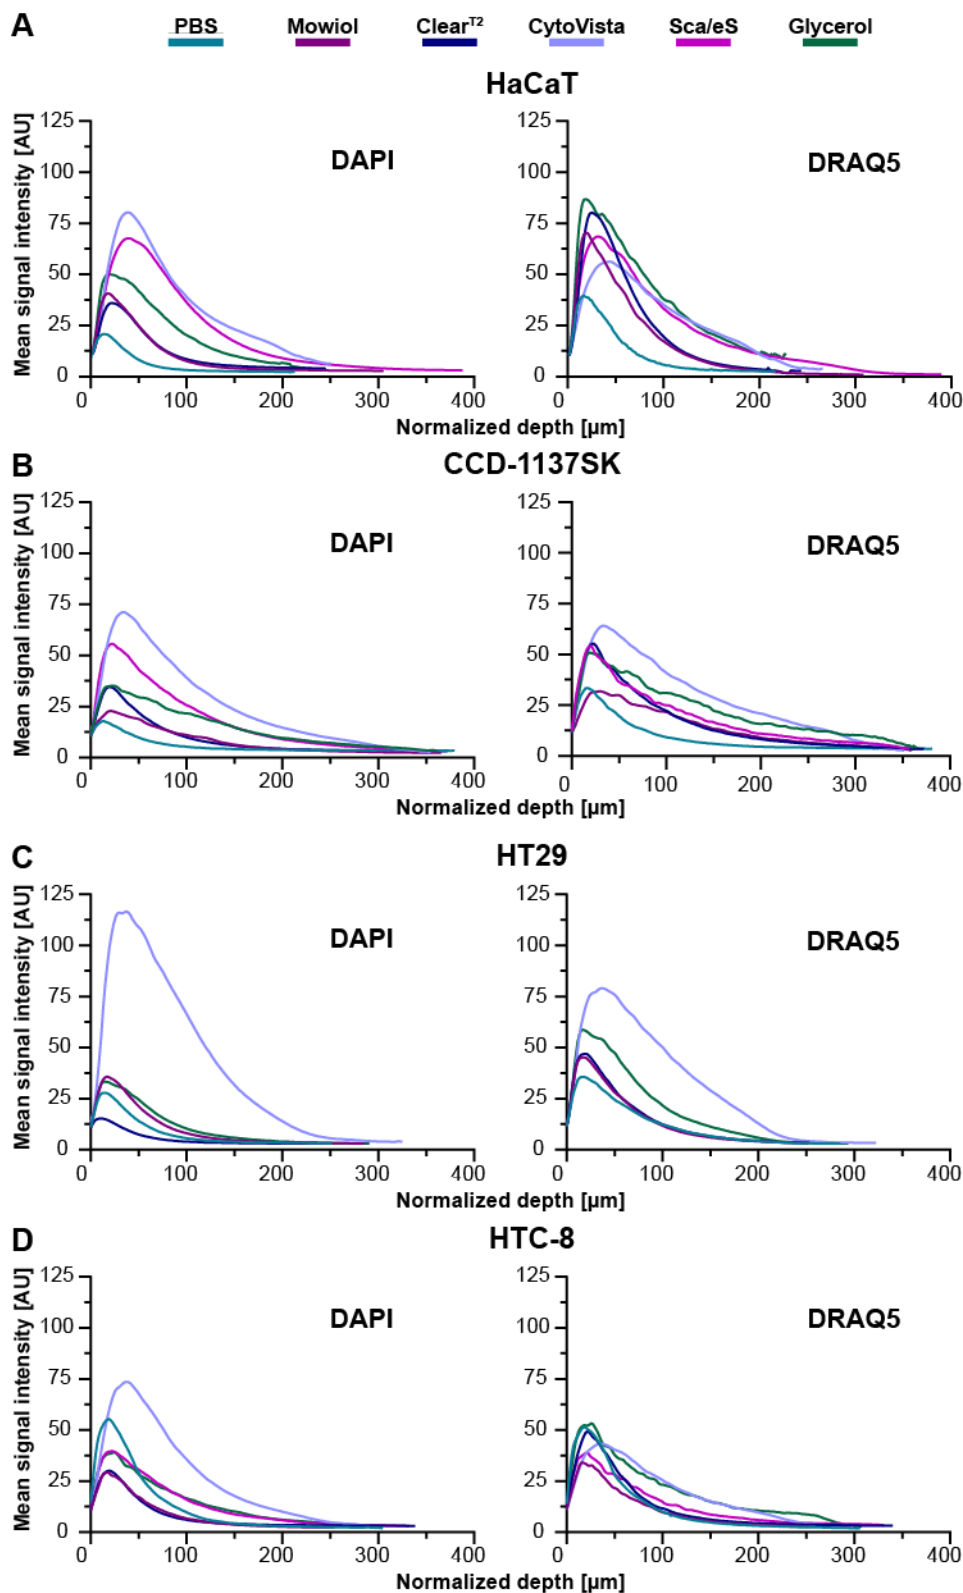 A
PBS Mowiol Clear^T2 CytoVista Sca/eS Glycerol
HaCaT
Mean signal intensity [AU]
125
100
75
50
25
0
DAPI
0 100 200 300 400
125
100
75
50
25
0
DRAQ5
0 100 200 300 400
Normalized depth [µm]
B
CCD-1137SK
Mean signal intensity [AU]
125
100
75
50
25
0
DAPI
0 100 200 300 400
125
100
75
50
25
0
DRAQ5
0 100 200 300 400
Normalized depth [µm]
C
HT29
Mean signal intensity [AU]
125
100
75
50
25
0
DAPI
0 100 200 300 400
125
100
75
50
25
0
DRAQ5
0 100 200 300 400
Normalized depth [µm]
D
HTC-8
Mean signal intensity [AU]
125
100
75
50
25
0
DAPI
0 100 200 300 400
125
100
75
50
25
0
DRAQ5
0 100 200 300 400
Normalized depth [µm]